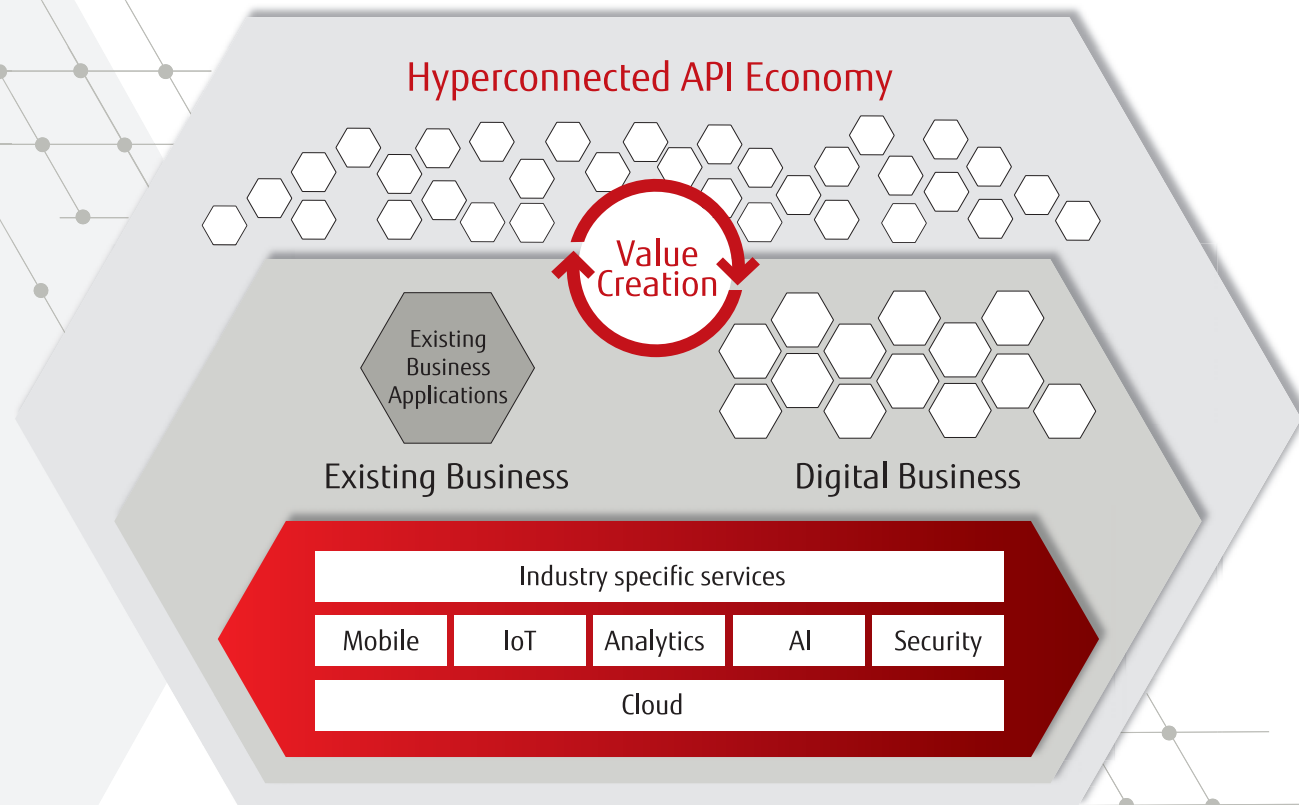 Hyperconnected API Economy
Value
Creation
Existing
Business
Applications
Existing Business
Digital Business
Industry specific services
Mobile
IoT
Analytics
AI
Security
Cloud